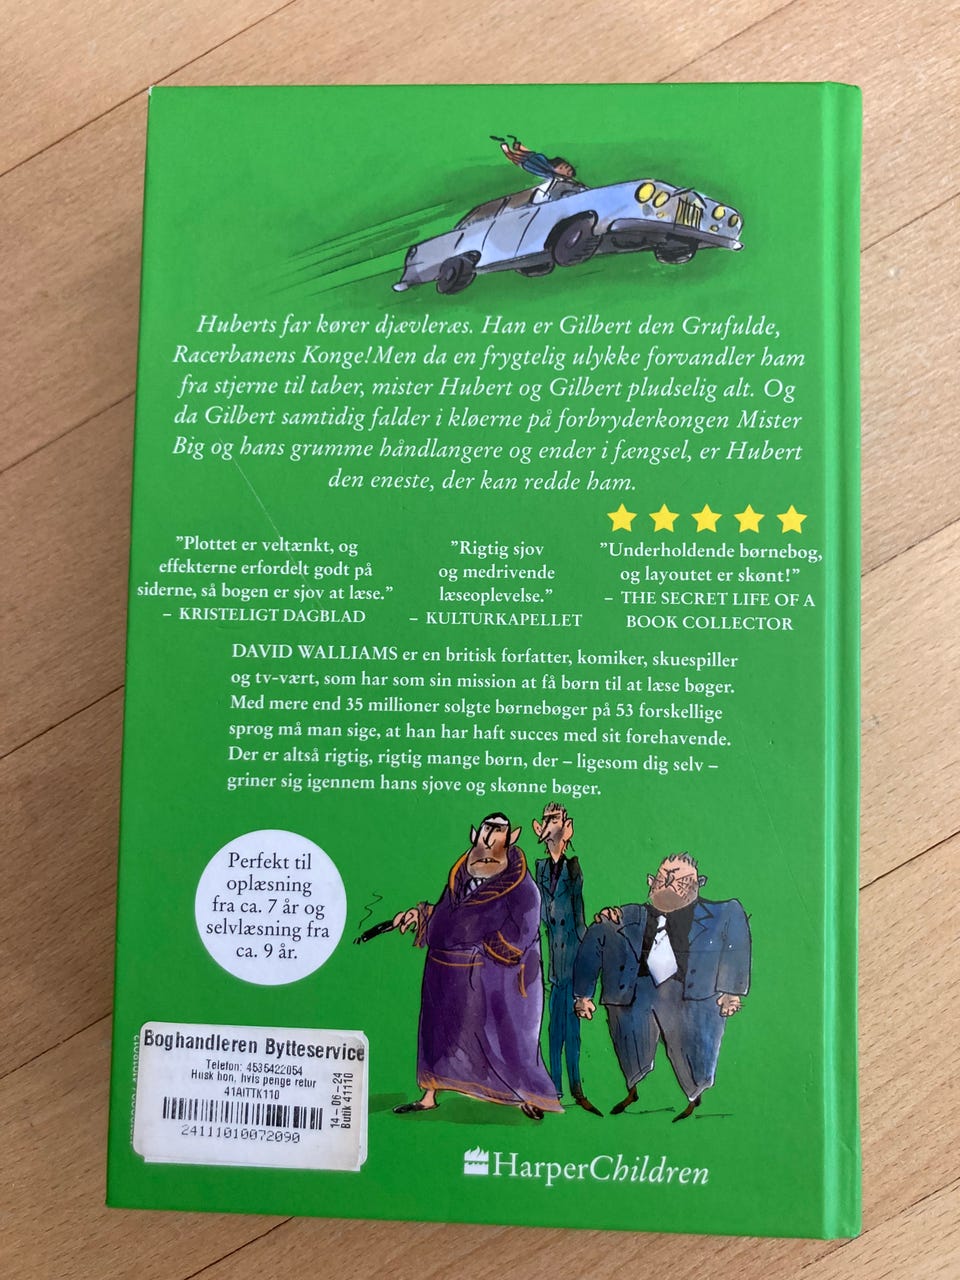 Huberts far kører djævleræs. Han er Gilbert den Grufulde,
Racerbanens Konge!Men da en frygtelig ulykke forvandler ham
fra stjerne til taber, mister Hubert og Gilbert pludselig alt. Og
da Gilbert samtidig falder i kløerne på forbryderkongen Mister
Big og hans grumme håndlangere og ender i fængsel, er Hubert
den eneste, der kan redde ham.
”Plottet er veltænkt, og
effekterne erfordelt godt på
siderne, så bogen er sjov at læse.”
– KRISTELIGT DAGBLAD
”Rigtig sjov
og medrivende
læseoplevelse.”
– KULTURKAPELLET
”Underholdende børnebog,
og layoutet er skønt!”
– THE SECRET LIFE OF A
BOOK COLLECTOR
DAVID WALLIAMS er en britisk forfatter, komiker, skuespiller
og tv-vært, som har som sin mission at få børn til at læse bøger.
Med mere end 35 millioner solgte børnebøger på 53 forskellige
sprog må man sige, at han har haft succes med sit forehavende.
Der er altså rigtig, rigtig mange børn, der – ligesom dig selv –
griner sig igennem hans sjove og skønne bøger.
Perfekt til
oplæsning
fra ca. 7 år og
selvlæsning fra
ca. 9 år.
Boghandleren Bytteservice
Telefon: 4535422054
Husk bon, hvis penge retur
41AITTK110
24111010072090
14-06-24
Butik 41110
HarperChildren